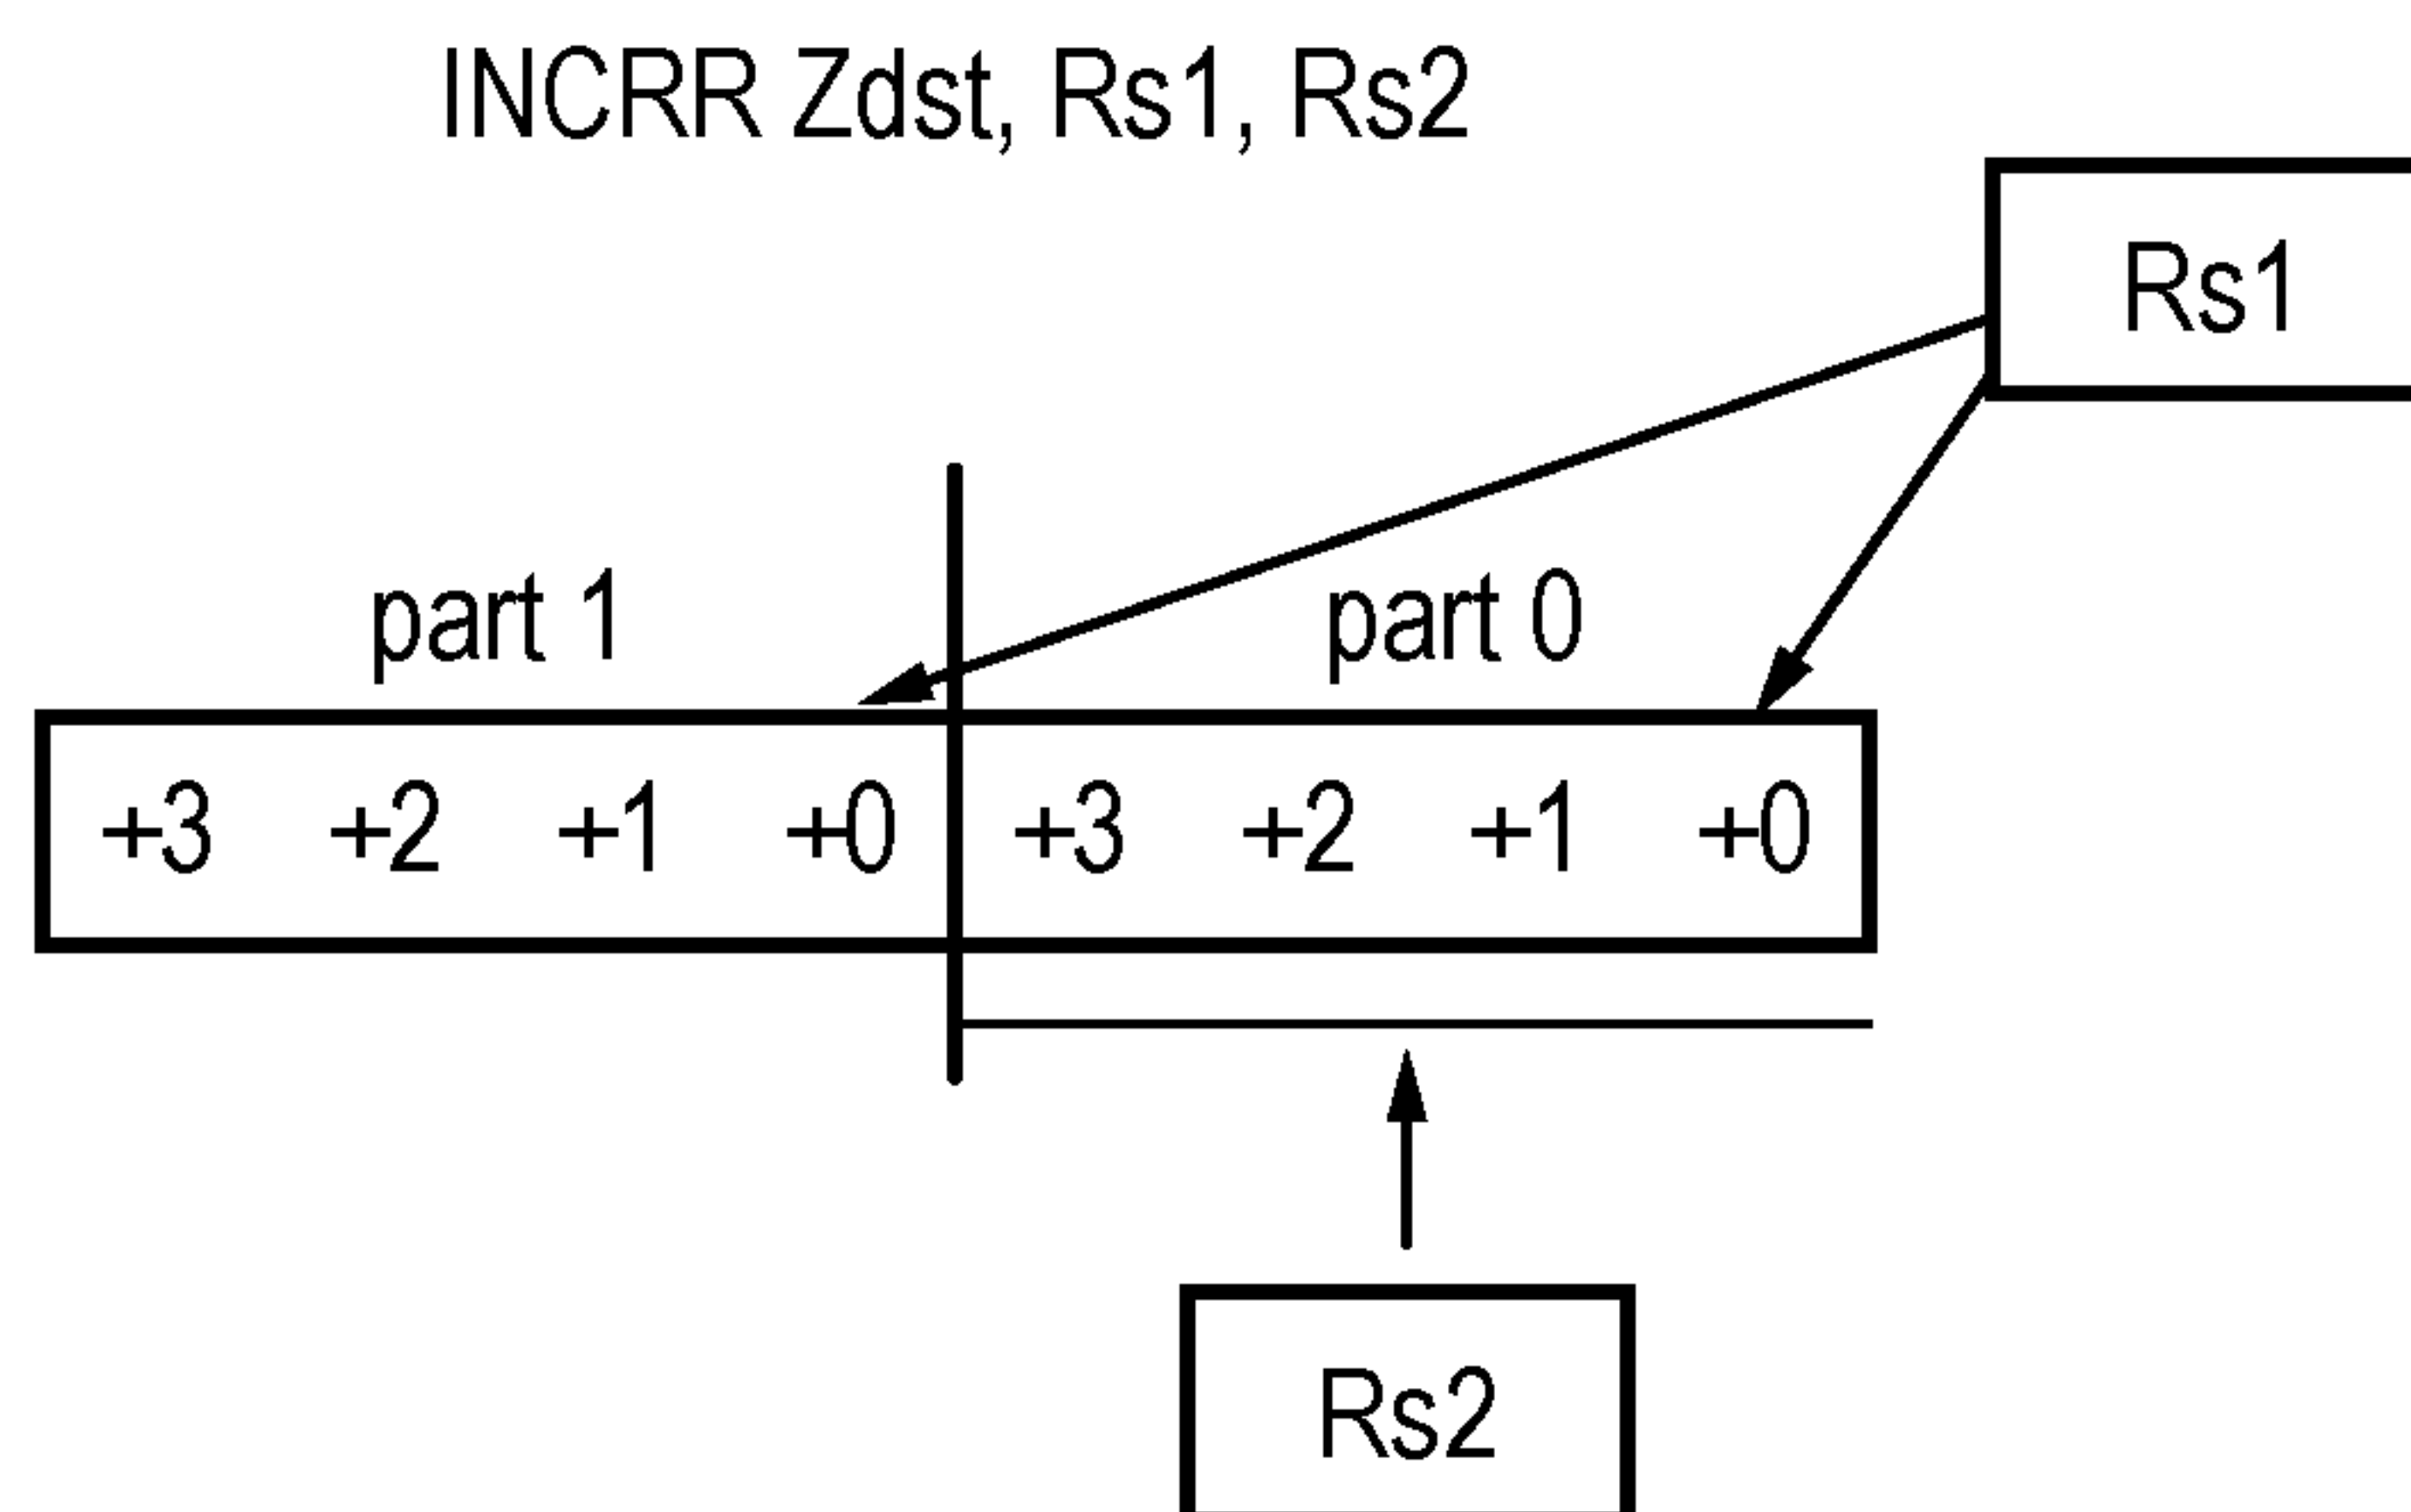 INCRR Zdst, Rs1, Rs2
Rs1
part 1 part 0
+3 +2 +1 +0 +3 +2 +1 +0
Rs2